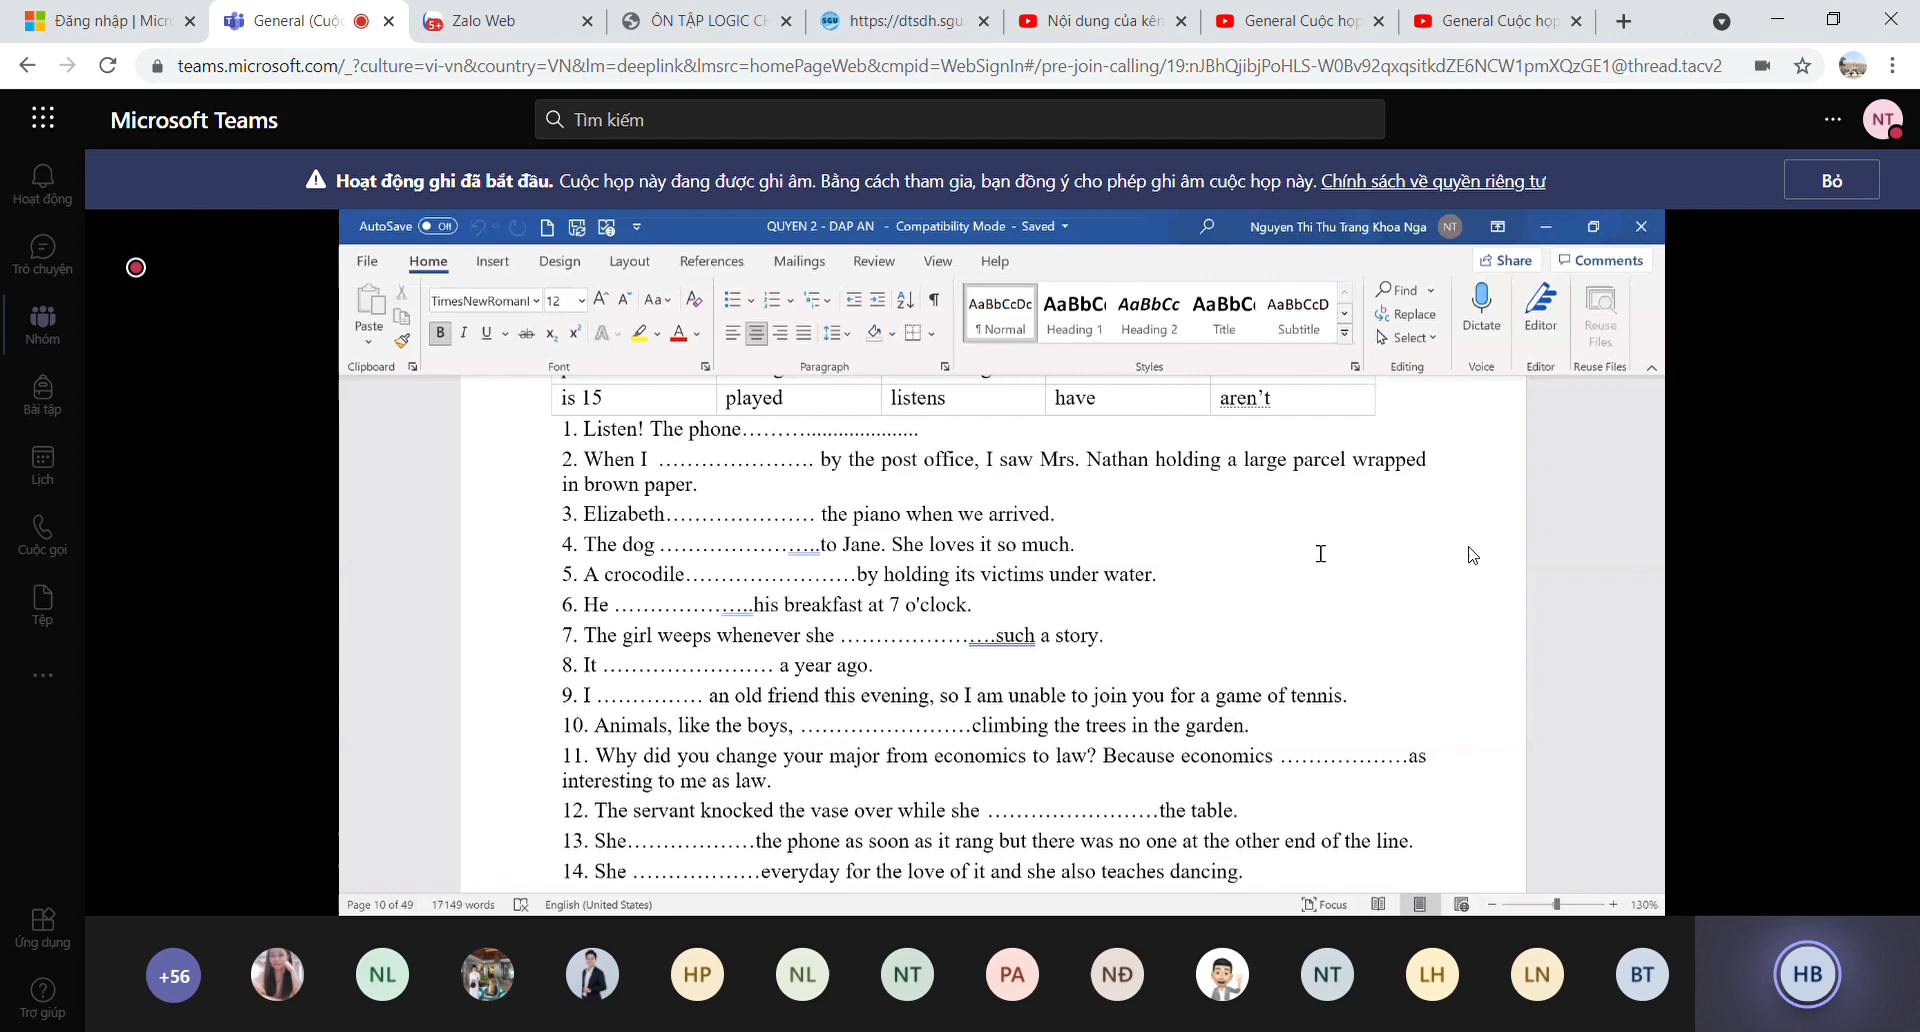 Đăng nhập | Micr
General (Cuộc
Zalo Web
ÔN TẬP LOGIC CH
https://dtsdh.sgu.
Nội dung của kên
General Cuộc họp
General Cuộc họp
teams.microsoft.com/_?culture=vi-vn&country=VN&lm=deeplink&lmsrc=homePageWeb&cmpid=WebSignIn#/pre-join-calling/19:nJBhQjibjPoHLS-W0Bv92qxqsitkdZE6NCW1pmXQzGE1@thread.tacv2
Microsoft Teams
Tìm kiếm
NT
Hoạt động ghi đã bắt đầu. Cuộc họp này đang được ghi âm. Bằng cách tham gia, bạn đồng ý cho phép ghi âm cuộc họp này. Chính sách về quyền riêng tư
Bỏ
Hoạt động
Trò chuyện
Nhóm
Bài tập
Lịch
Cuộc gọi
Tệp
Ứng dụng
Trợ giúp
AutoSave Off
QUYEN 2 - DAP AN - Compatibility Mode - Saved
Nguyen Thi Thu Trang Khoa Nga NT
File Home Insert Design Layout References Mailings Review View Help
Share Comments
Paste
TimesNewRomanI 12
AaBbCcDc AaBbC AaBbCc AaBbC AaBbCcD
¶ Normal Heading 1 Heading 2 Title Subtitle
Find
Replace
Select
Dictate
Editor
Reuse Files
Clipboard Font Paragraph Styles Editing Voice Editor Reuse Files
is 15 played listens have aren't
1. Listen! The phone……….....................
2. When I …………………. by the post office, I saw Mrs. Nathan holding a large parcel wrapped
in brown paper.
3. Elizabeth………………… the piano when we arrived.
4. The dog …………………..to Jane. She loves it so much.
5. A crocodile……………………by holding its victims under water.
6. He ………………..his breakfast at 7 o'clock.
7. The girl weeps whenever she ………………….such a story.
8. It …………………… a year ago.
9. I …………… an old friend this evening, so I am unable to join you for a game of tennis.
10. Animals, like the boys, ……………………climbing the trees in the garden.
11. Why did you change your major from economics to law? Because economics ………………as
interesting to me as law.
12. The servant knocked the vase over while she ……………………the table.
13. She………………the phone as soon as it rang but there was no one at the other end of the line.
14. She ………………everyday for the love of it and she also teaches dancing.
Page 10 of 49 17149 words English (United States)
Focus 130%
+56 NL HP NL NT PA NĐ NT LH LN BT HB